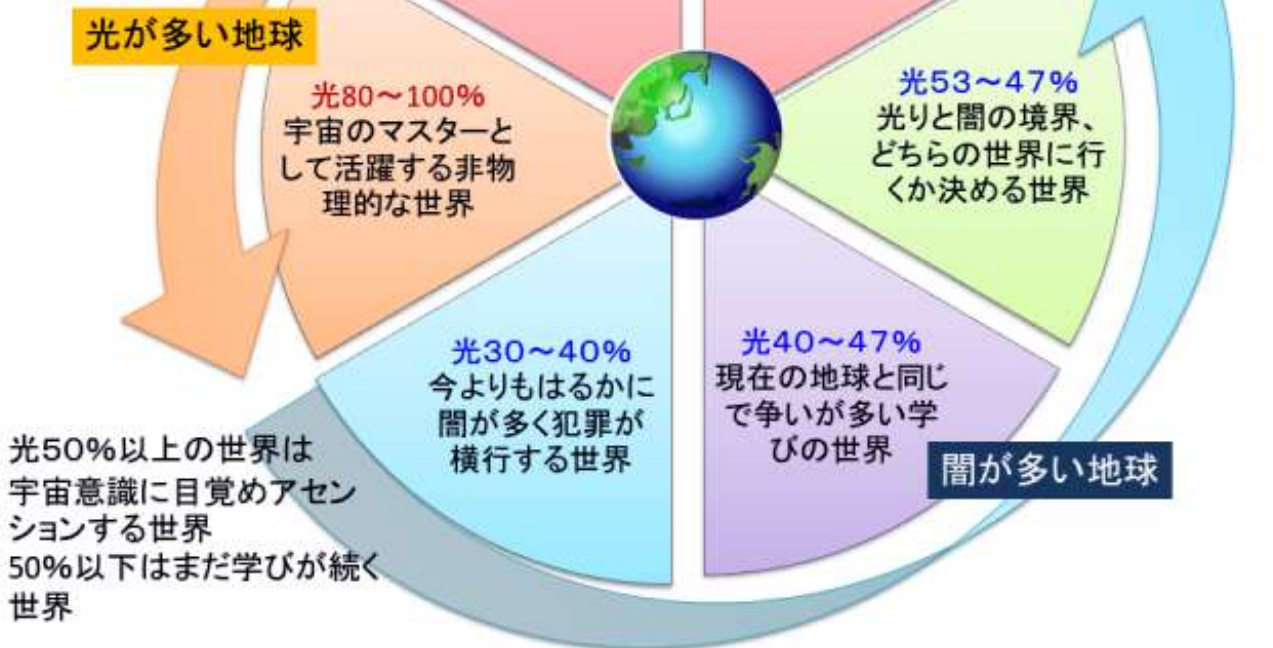 光が多い地球
光80～100%
宇宙のマスターと
して活躍する非物
理的な世界
光53～47%
光りと闇の境界、
どちらの世界に行
くか決める世界
光30～40%
今よりもはるかに
闇が多く犯罪が
横行する世界
光40～47%
現在の地球と同じ
で争いが多い学
びの世界
闇が多い地球
光50%以上の世界は
宇宙意識に目覚めアセン
ションする世界
50%以下はまだ学びが続く
世界